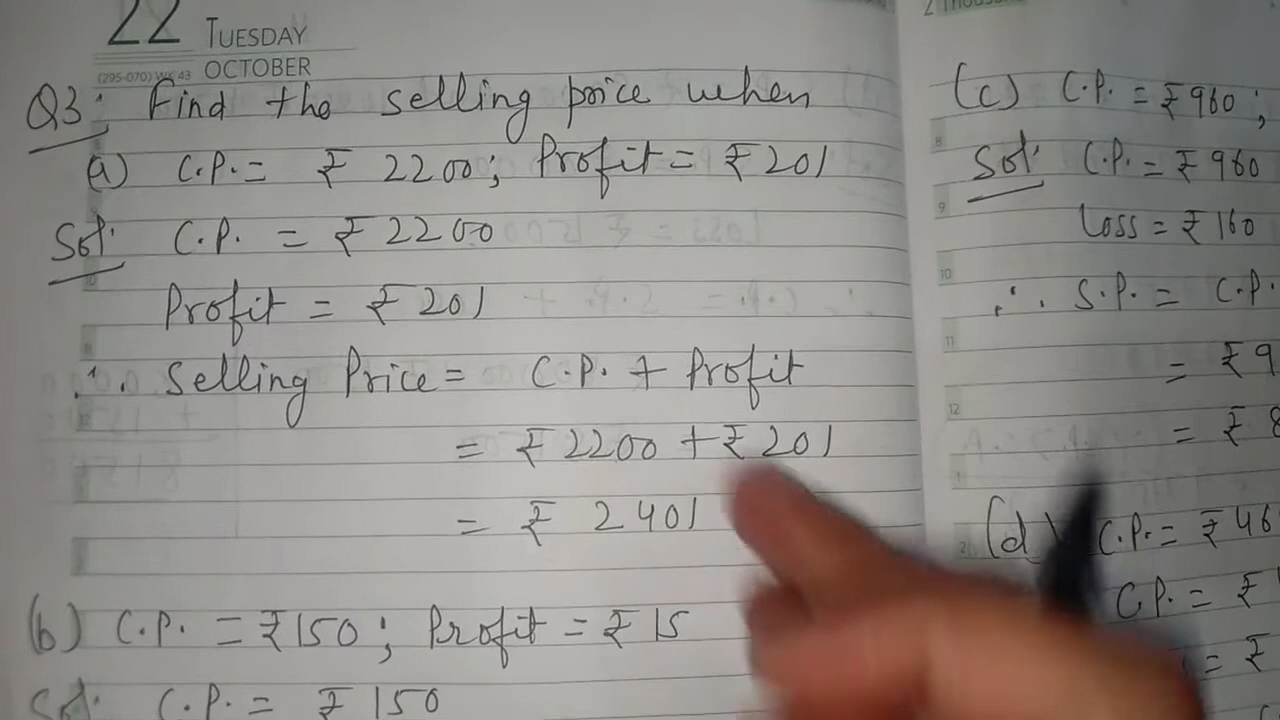 22 TUESDAY
(295-070) WK 43 OCTOBER
Q3: Find the selling price when
(a) C.P. = ₹ 2200; Profit = ₹ 201
Sol: C.P. = ₹ 2200
Profit = ₹ 201
∴ Selling Price = C.P. + Profit
= ₹ 2200 + ₹ 201
= ₹ 2401
(b) C.P. = ₹ 150; Profit = ₹ 15
Sol: C.P. = ₹ 150
(c) C.P. = ₹ 960;
Sol: C.P. = ₹ 960
Loss = ₹ 160
∴ S.P. = C.P.
= ₹ 9
= ₹ 8
(d) C.P. = ₹ 46
C.P. = ₹
= ₹